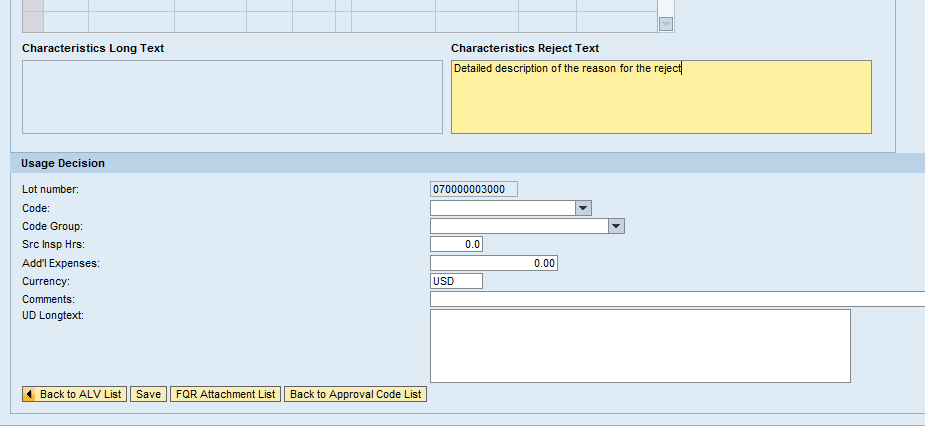 Characteristics Long Text
Characteristics Reject Text
Detailed description of the reason for the reject
Usage Decision
Lot number: 070000003000
Code:
Code Group:
Src Insp Hrs: 0.0
Add'l Expenses: 0.00
Currency: USD
Comments:
UD Longtext:
Back to ALV List Save FQR Attachment List Back to Approval Code List